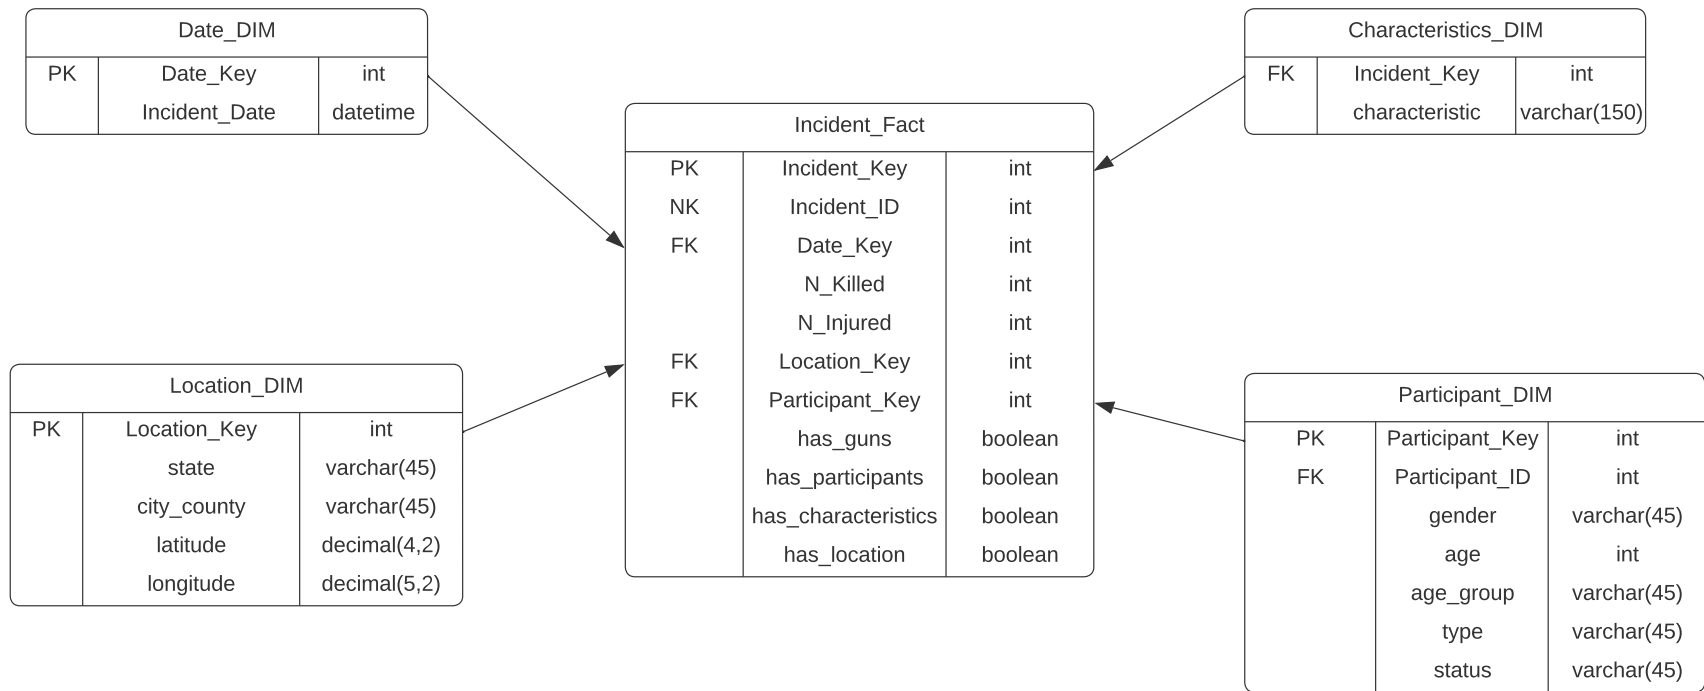 Date_DIM
PK Date_Key int
Incident_Date datetime
Characteristics_DIM
FK Incident_Key int
characteristic varchar(150)
Incident_Fact
PK Incident_Key int
NK Incident_ID int
FK Date_Key int
N_Killed int
N_Injured int
FK Location_Key int
FK Participant_Key int
has_guns boolean
has_participants boolean
has_characteristics boolean
has_location boolean
Location_DIM
PK Location_Key int
state varchar(45)
city_county varchar(45)
latitude decimal(4,2)
longitude decimal(5,2)
Participant_DIM
PK Participant_Key int
FK Participant_ID int
gender varchar(45)
age int
age_group varchar(45)
type varchar(45)
status varchar(45)